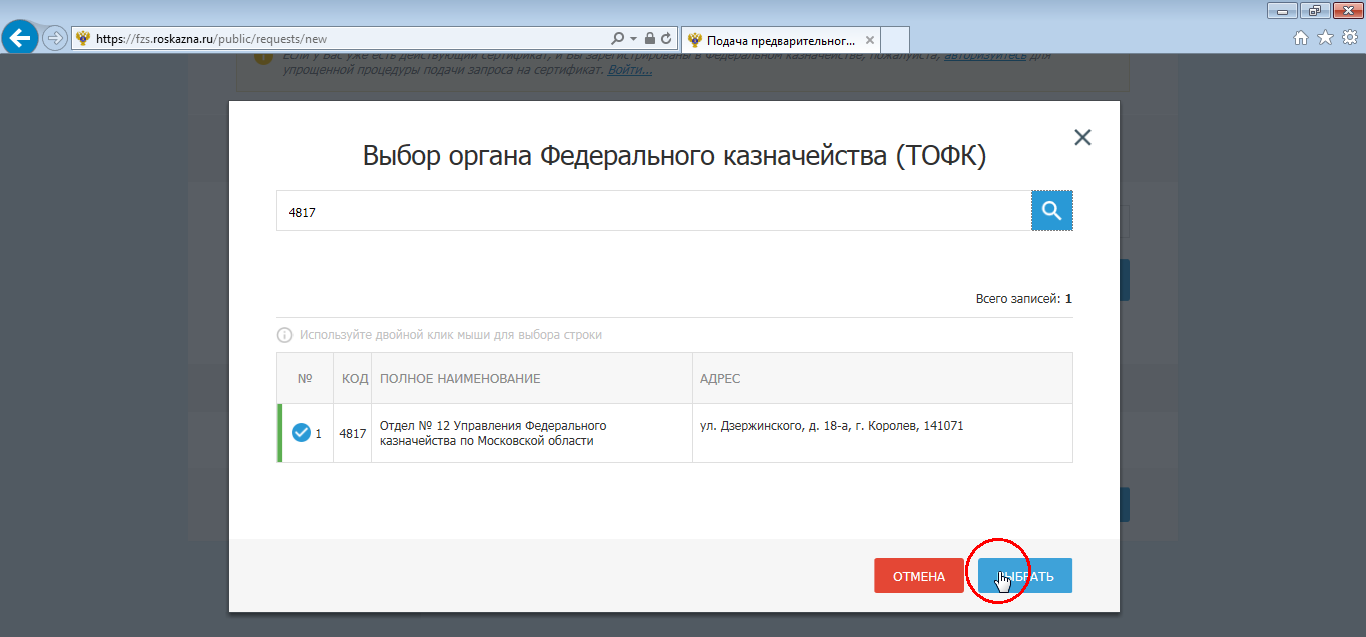 https://fzs.roskazna.ru/public/requests/new
Подача предварительног...
Если у вас уже есть действующий сертификат, и вы зарегистрированы в Федеральном казначействе, пожалуйста, авторизуйтесь для
упрощенной процедуры подачи запроса на сертификат. Войти...
Выбор органа Федерального казначейства (ТОФК)
4817
Всего записей: 1
Используйте двойной клик мыши для выбора строки
№ КОД ПОЛНОЕ НАИМЕНОВАНИЕ АДРЕС
1 4817 Отдел № 12 Управления Федерального казначейства по Московской области ул. Дзержинского, д. 18-а, г. Королев, 141071
ОТМЕНА ВЫБРАТЬ